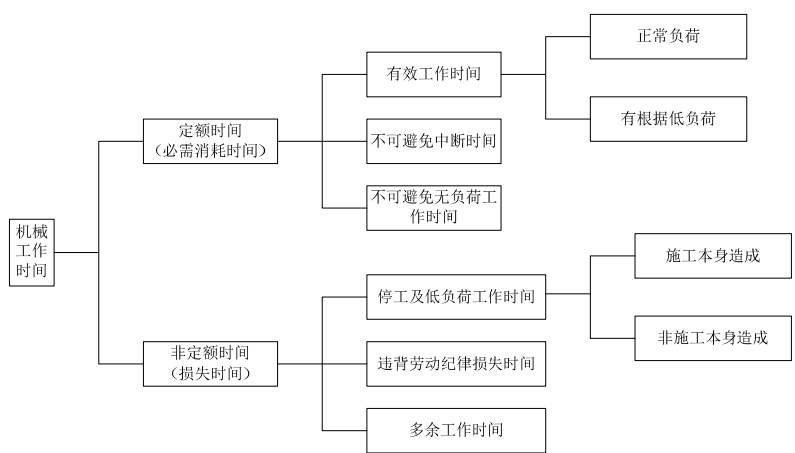 机械
工作
时间
定额时间
（必需消耗时间）
有效工作时间
正常负荷
有根据低负荷
不可避免中断时间
不可避免无负荷工
作时间
非定额时间
（损失时间）
停工及低负荷工作时间
施工本身造成
非施工本身造成
违背劳动纪律损失时间
多余工作时间